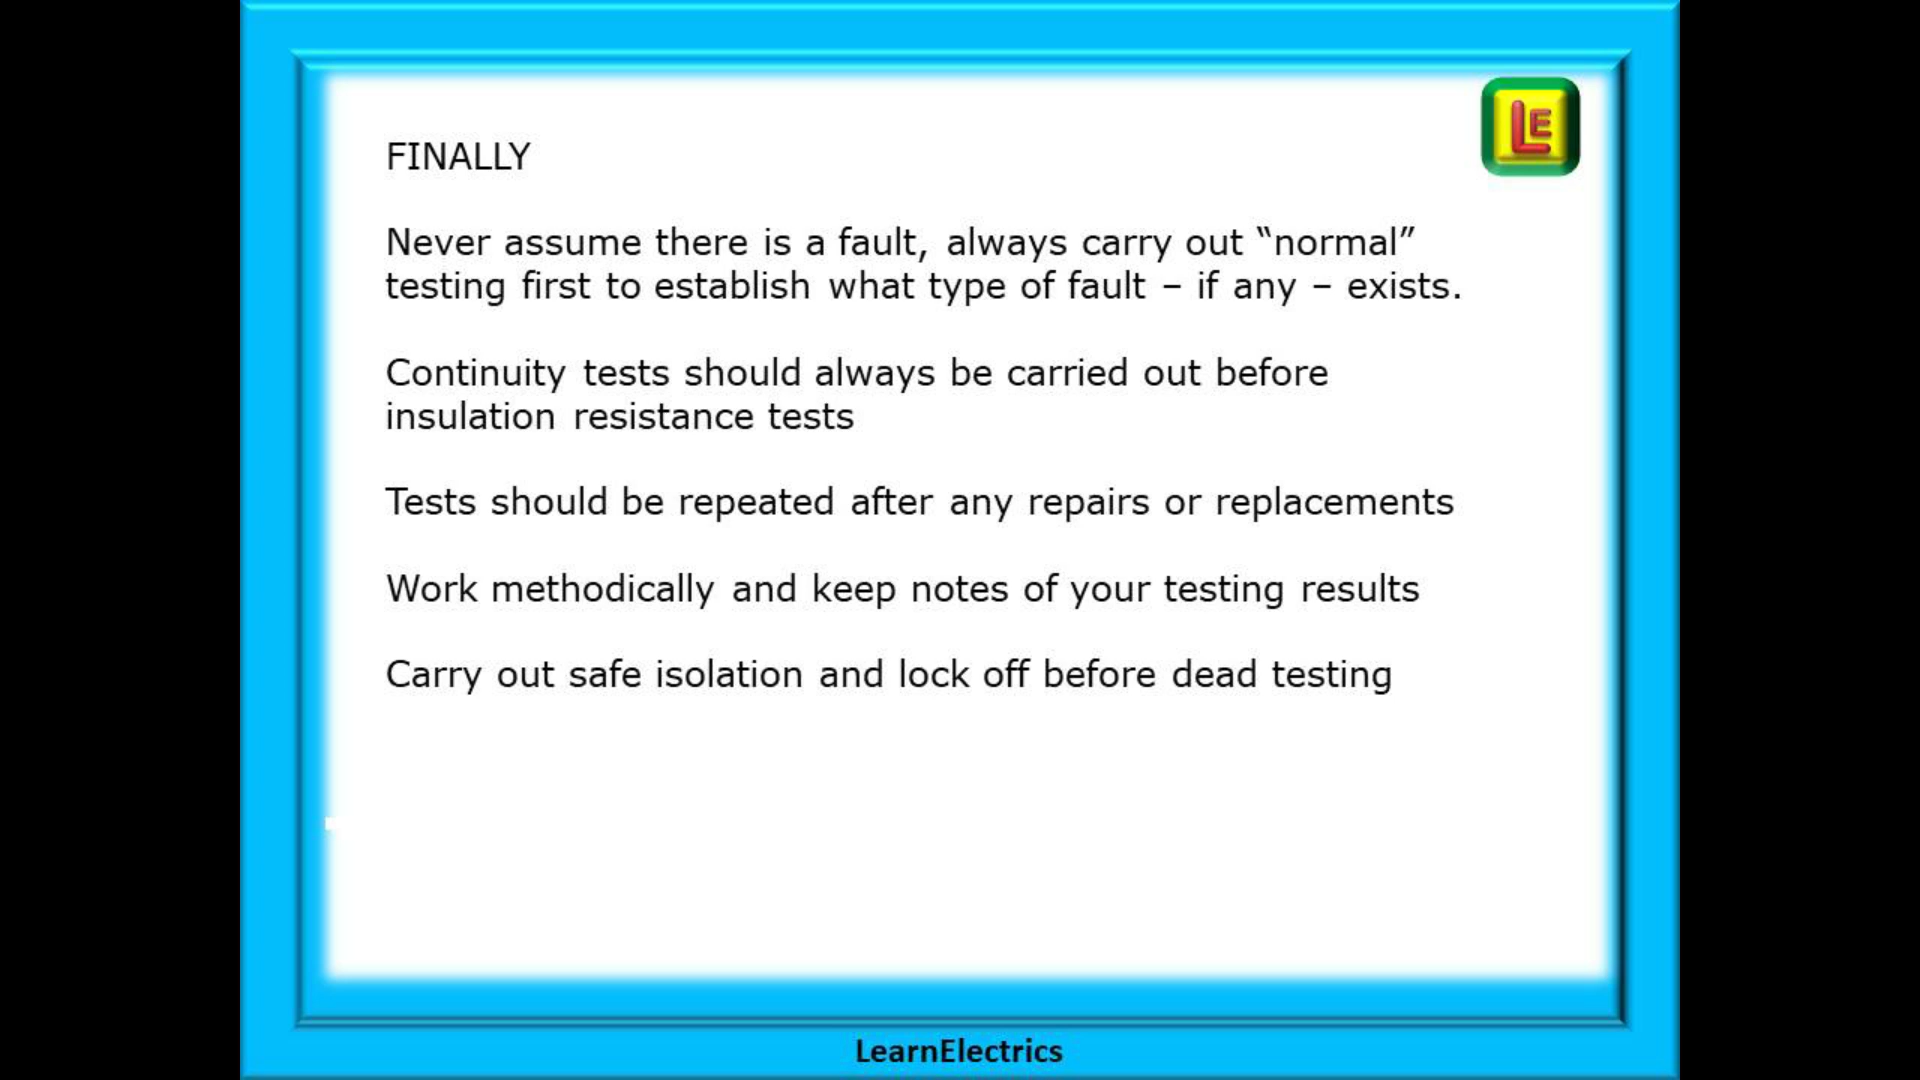 LE
FINALLY
Never assume there is a fault, always carry out “normal”
testing first to establish what type of fault – if any – exists.
Continuity tests should always be carried out before
insulation resistance tests
Tests should be repeated after any repairs or replacements
Work methodically and keep notes of your testing results
Carry out safe isolation and lock off before dead testing
LearnElectrics